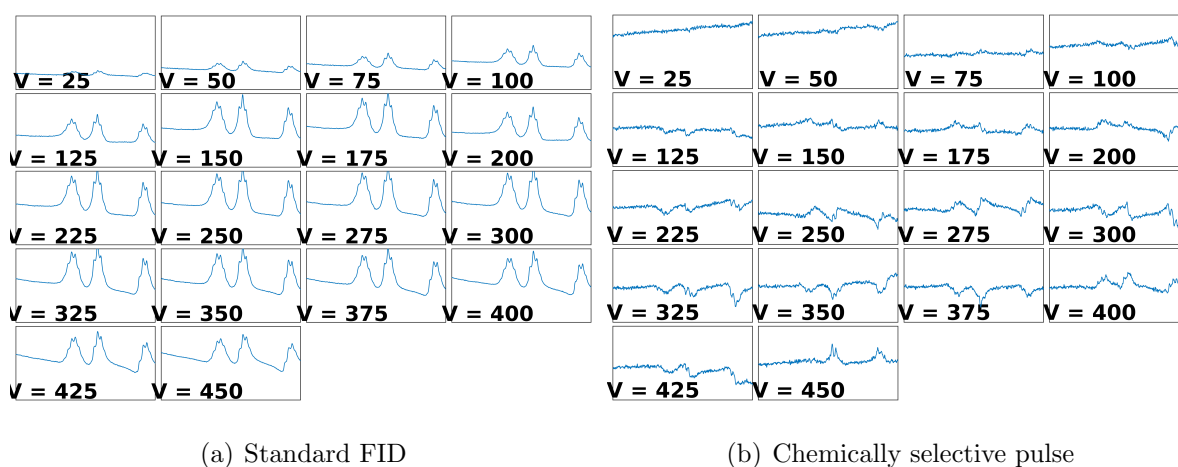 V = 25 V = 50 V = 75 V = 100
V = 125 V = 150 V = 175 V = 200
V = 225 V = 250 V = 275 V = 300
V = 325 V = 350 V = 375 V = 400
V = 425 V = 450
(a) Standard FID
V = 25 V = 50 V = 75 V = 100
V = 125 V = 150 V = 175 V = 200
V = 225 V = 250 V = 275 V = 300
V = 325 V = 350 V = 375 V = 400
V = 425 V = 450
(b) Chemically selective pulse